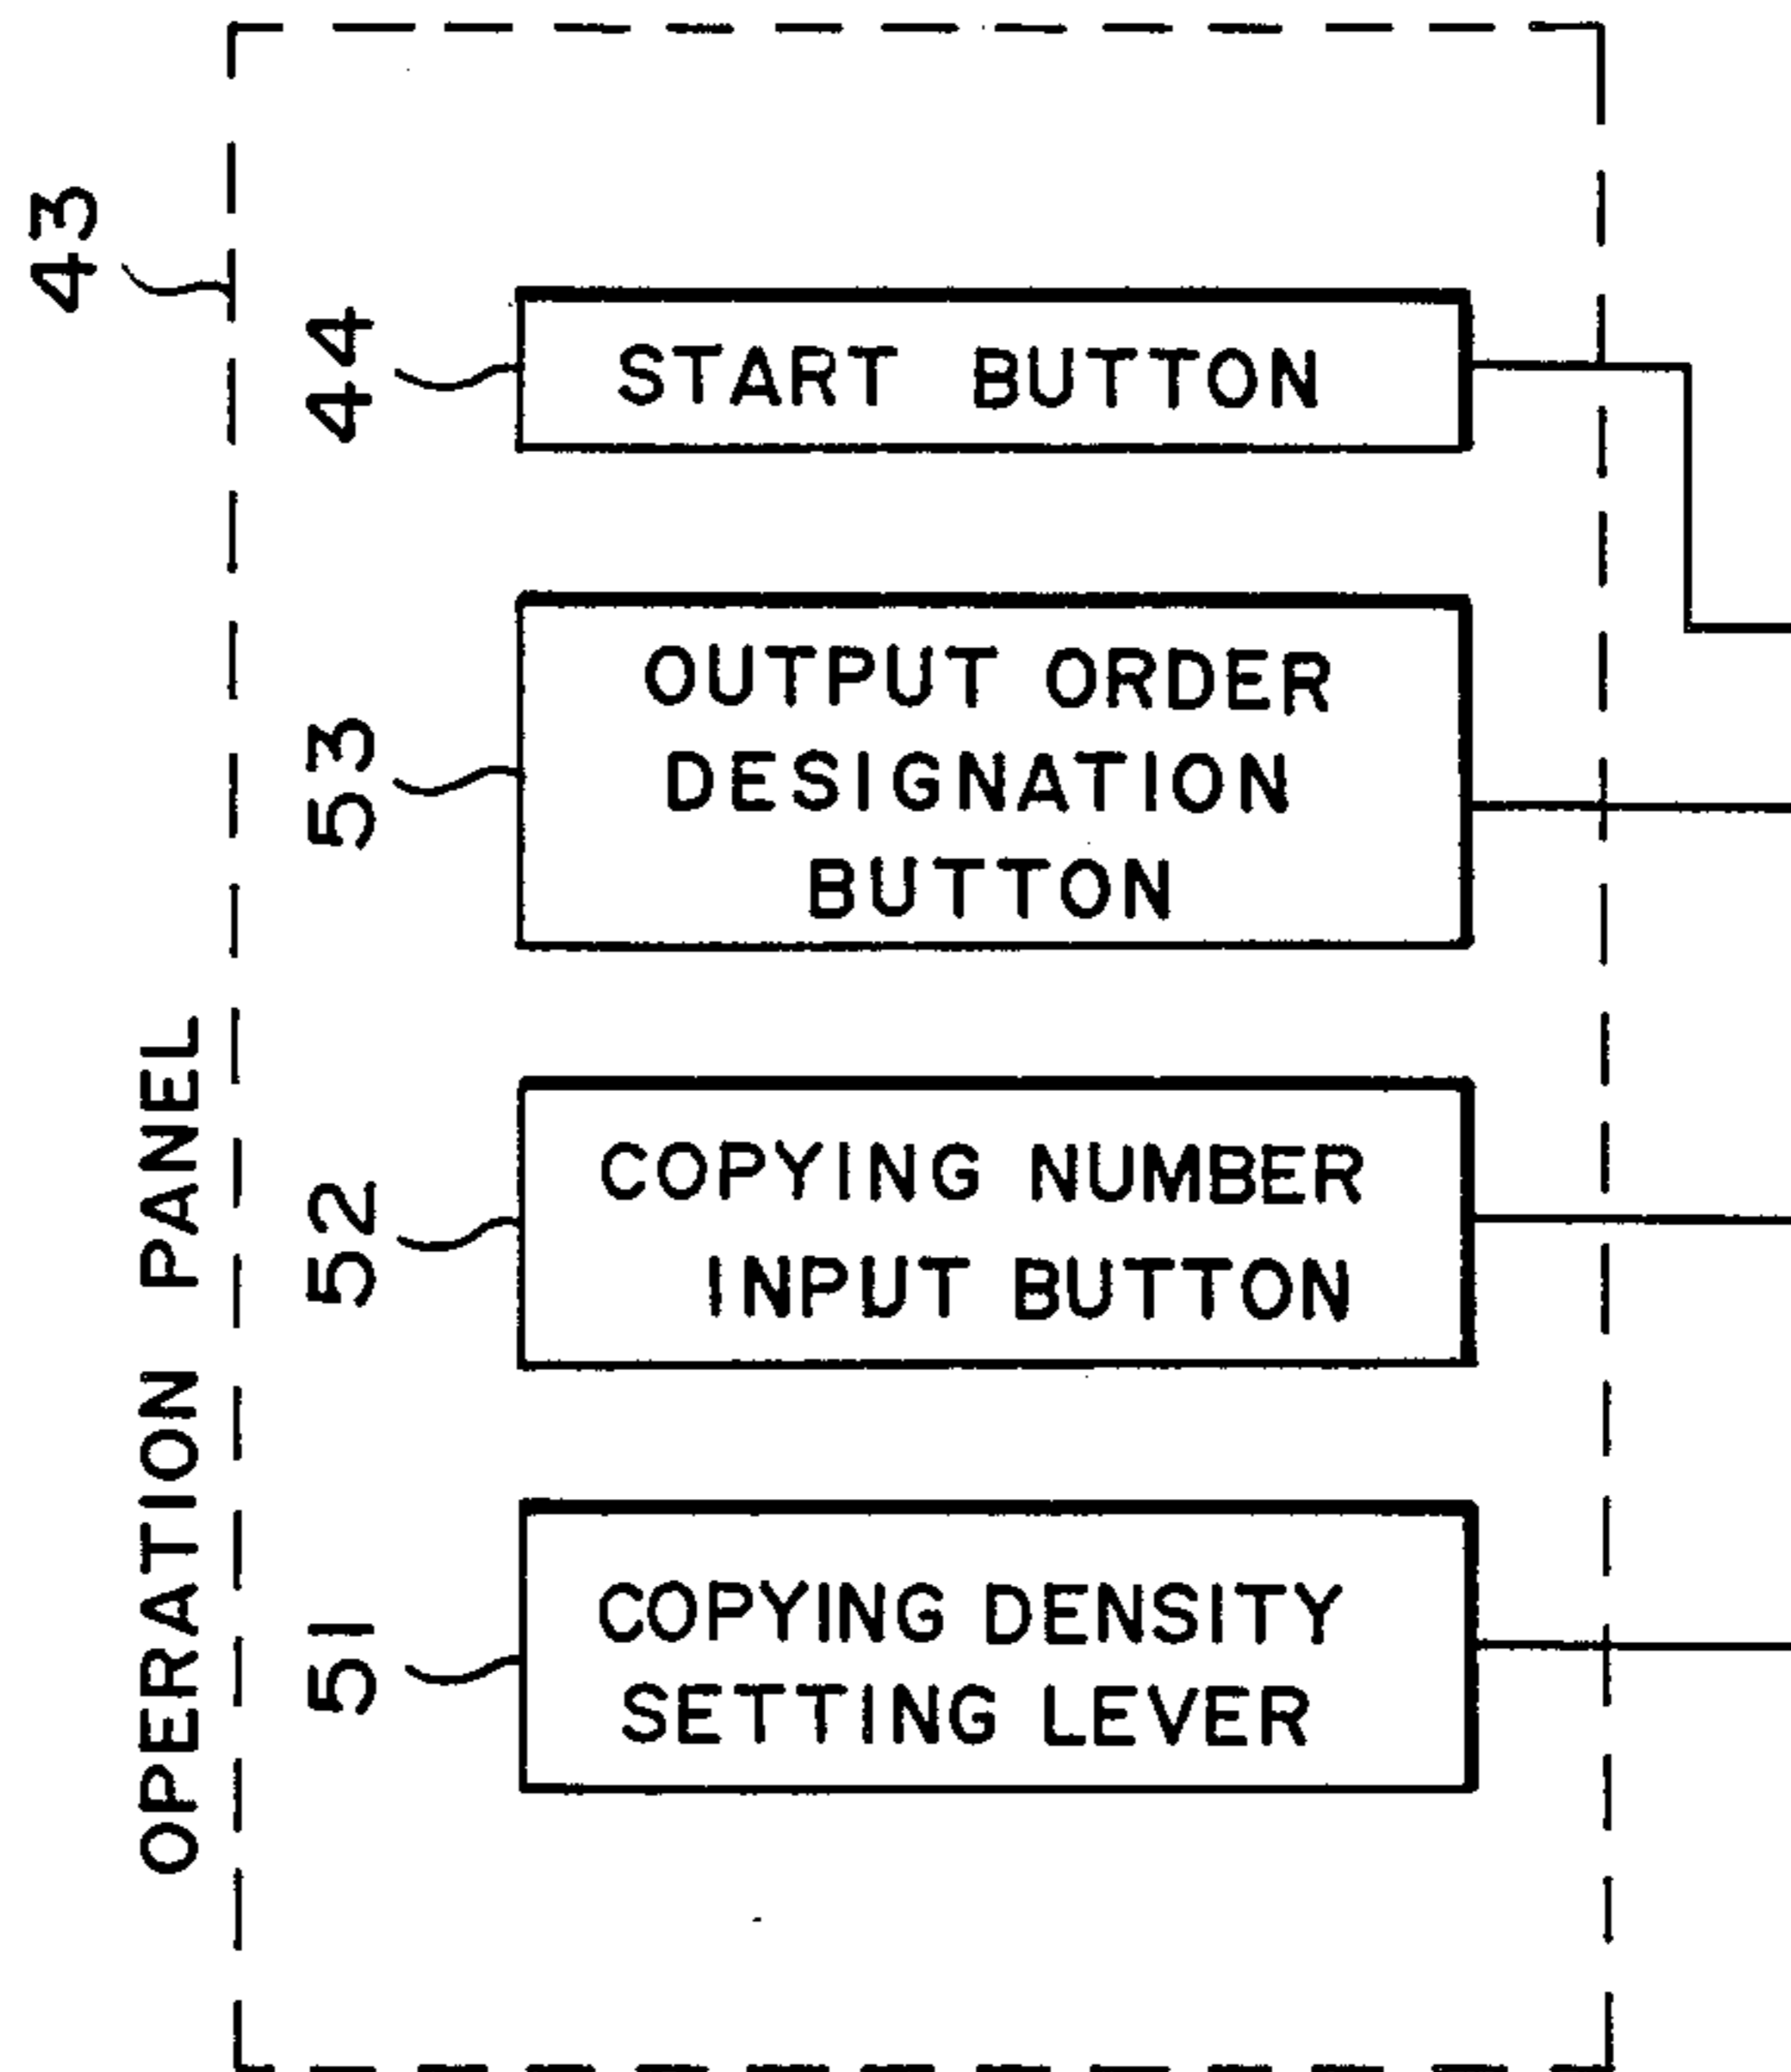 43
44
START BUTTON
53
OUTPUT ORDER
DESIGNATION
BUTTON
OPERATION PANEL
52
COPYING NUMBER
INPUT BUTTON
51
COPYING DENSITY
SETTING LEVER